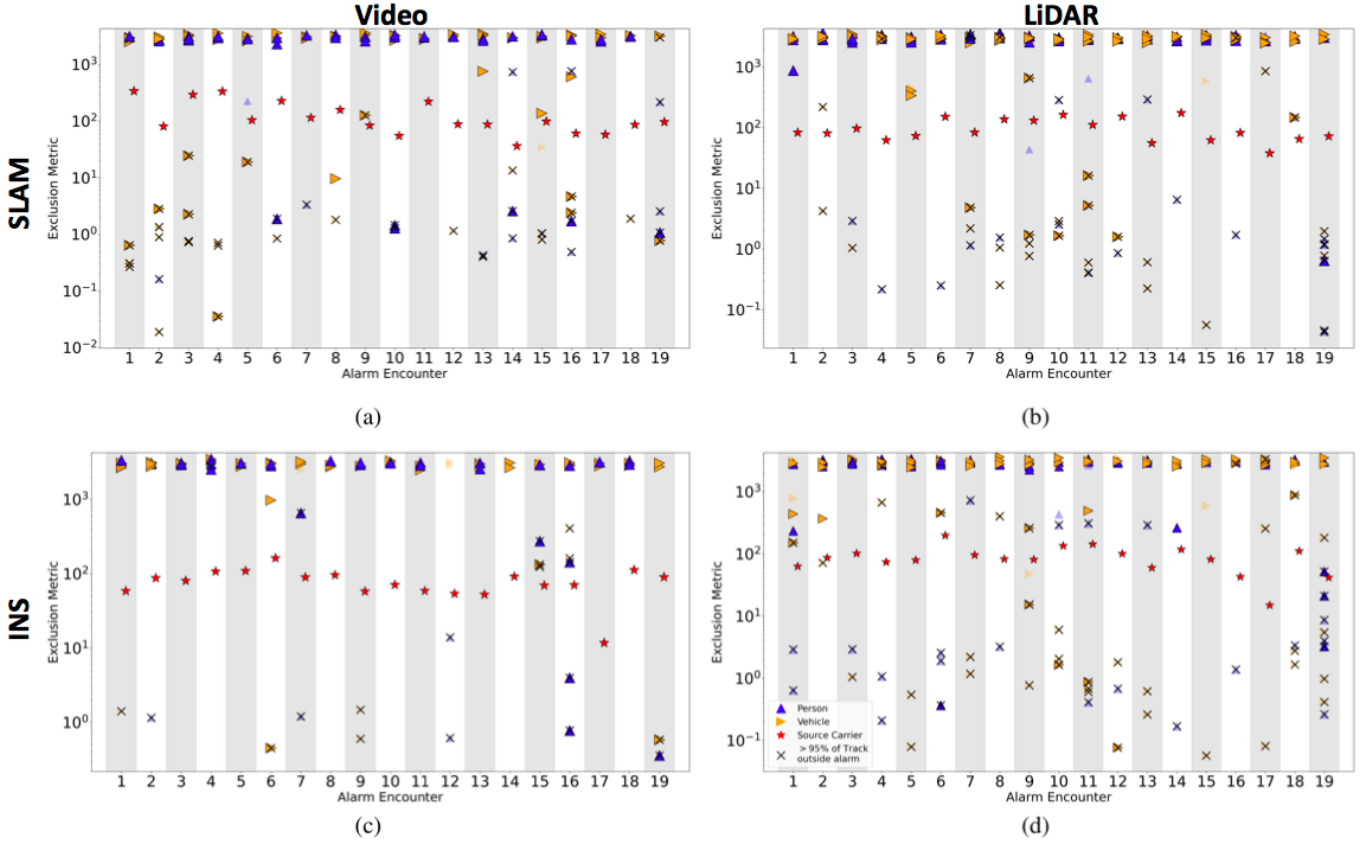 Video
LiDAR
SLAM
Exclusion Metric
10^3
10^2
10^1
10^0
10^-1
10^-2
1 2 3 4 5 6 7 8 9 10 11 12 13 14 15 16 17 18 19
Alarm Encounter
(a)
Exclusion Metric
10^3
10^2
10^1
10^0
10^-1
1 2 3 4 5 6 7 8 9 10 11 12 13 14 15 16 17 18 19
Alarm Encounter
(b)
INS
Exclusion Metric
10^3
10^2
10^1
10^0
1 2 3 4 5 6 7 8 9 10 11 12 13 14 15 16 17 18 19
Alarm Encounter
(c)
Exclusion Metric
10^3
10^2
10^1
10^0
10^-1
Person
Vehicle
Source Carrier
> 95% of Track
outside alarm
1 2 3 4 5 6 7 8 9 10 11 12 13 14 15 16 17 18 19
Alarm Encounter
(d)